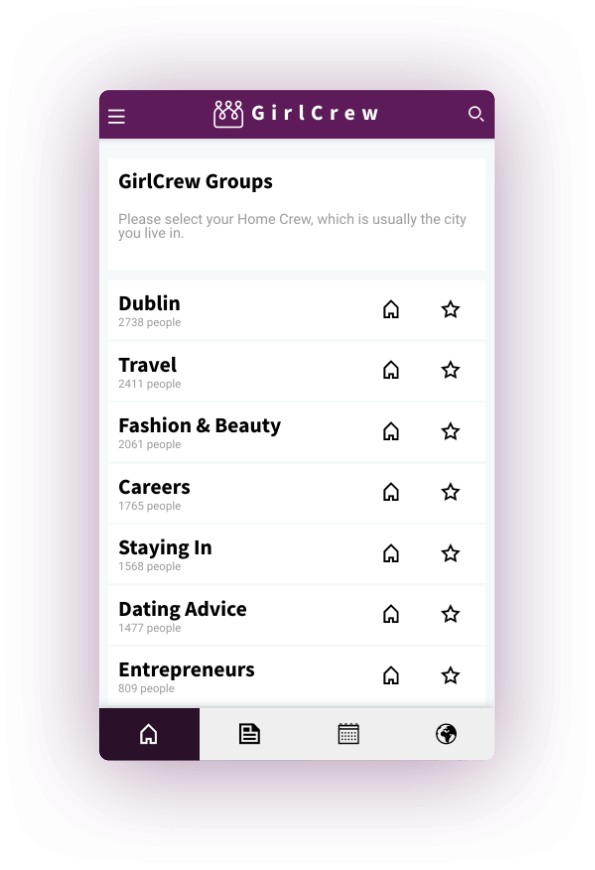 GirlCrew
GirlCrew Groups
Please select your Home Crew, which is usually the city
you live in.
Dublin
2738 people
Travel
2411 people
Fashion & Beauty
2061 people
Careers
1765 people
Staying In
1568 people
Dating Advice
1477 people
Entrepreneurs
809 people